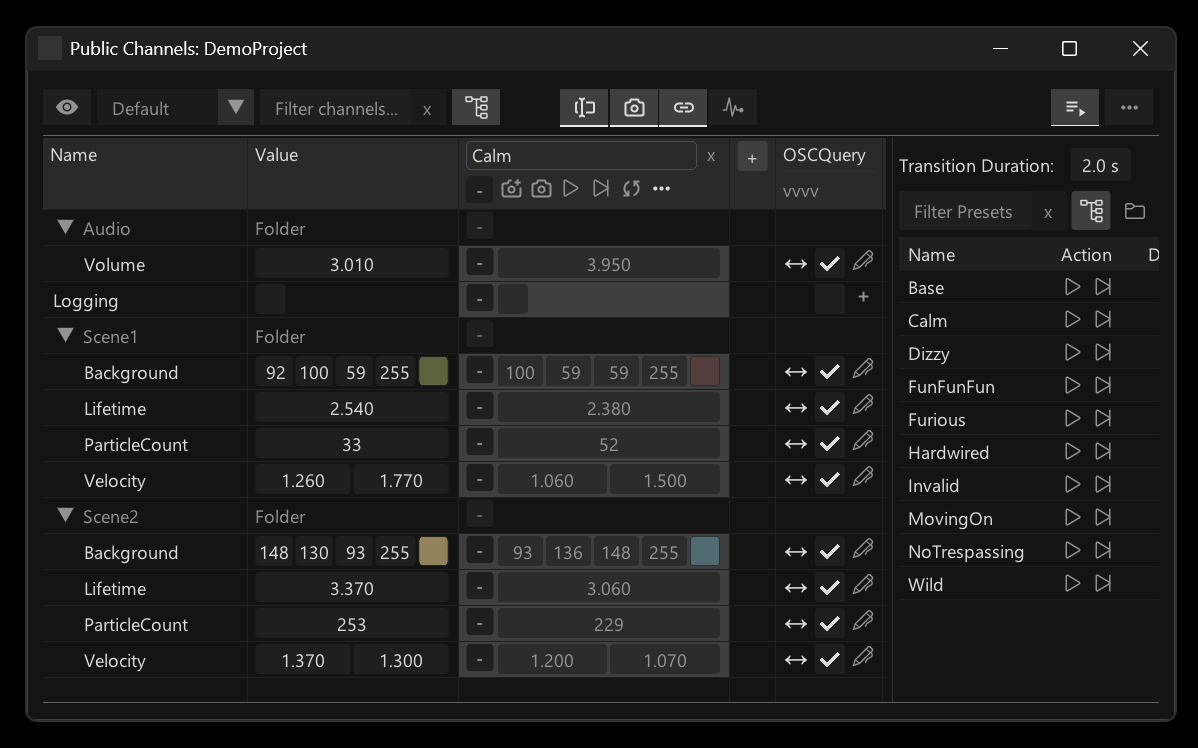 Public Channels: DemoProject
Default Filter channels... x
Name Value Calm x + OSCQuery
- vvvv
Audio Folder -
Volume 3.010 - 3.950
Logging - +
Scene1 Folder -
Background 92 100 59 255 - 100 59 59 255
Lifetime 2.540 - 2.380
ParticleCount 33 - 52
Velocity 1.260 1.770 - 1.060 1.500
Scene2 Folder -
Background 148 130 93 255 - 93 136 148 255
Lifetime 3.370 - 3.060
ParticleCount 253 - 229
Velocity 1.370 1.300 - 1.200 1.070
Transition Duration: 2.0 s
Filter Presets x
Name Action D
Base
Calm
Dizzy
FunFunFun
Furious
Hardwired
Invalid
MovingOn
NoTrespassing
Wild